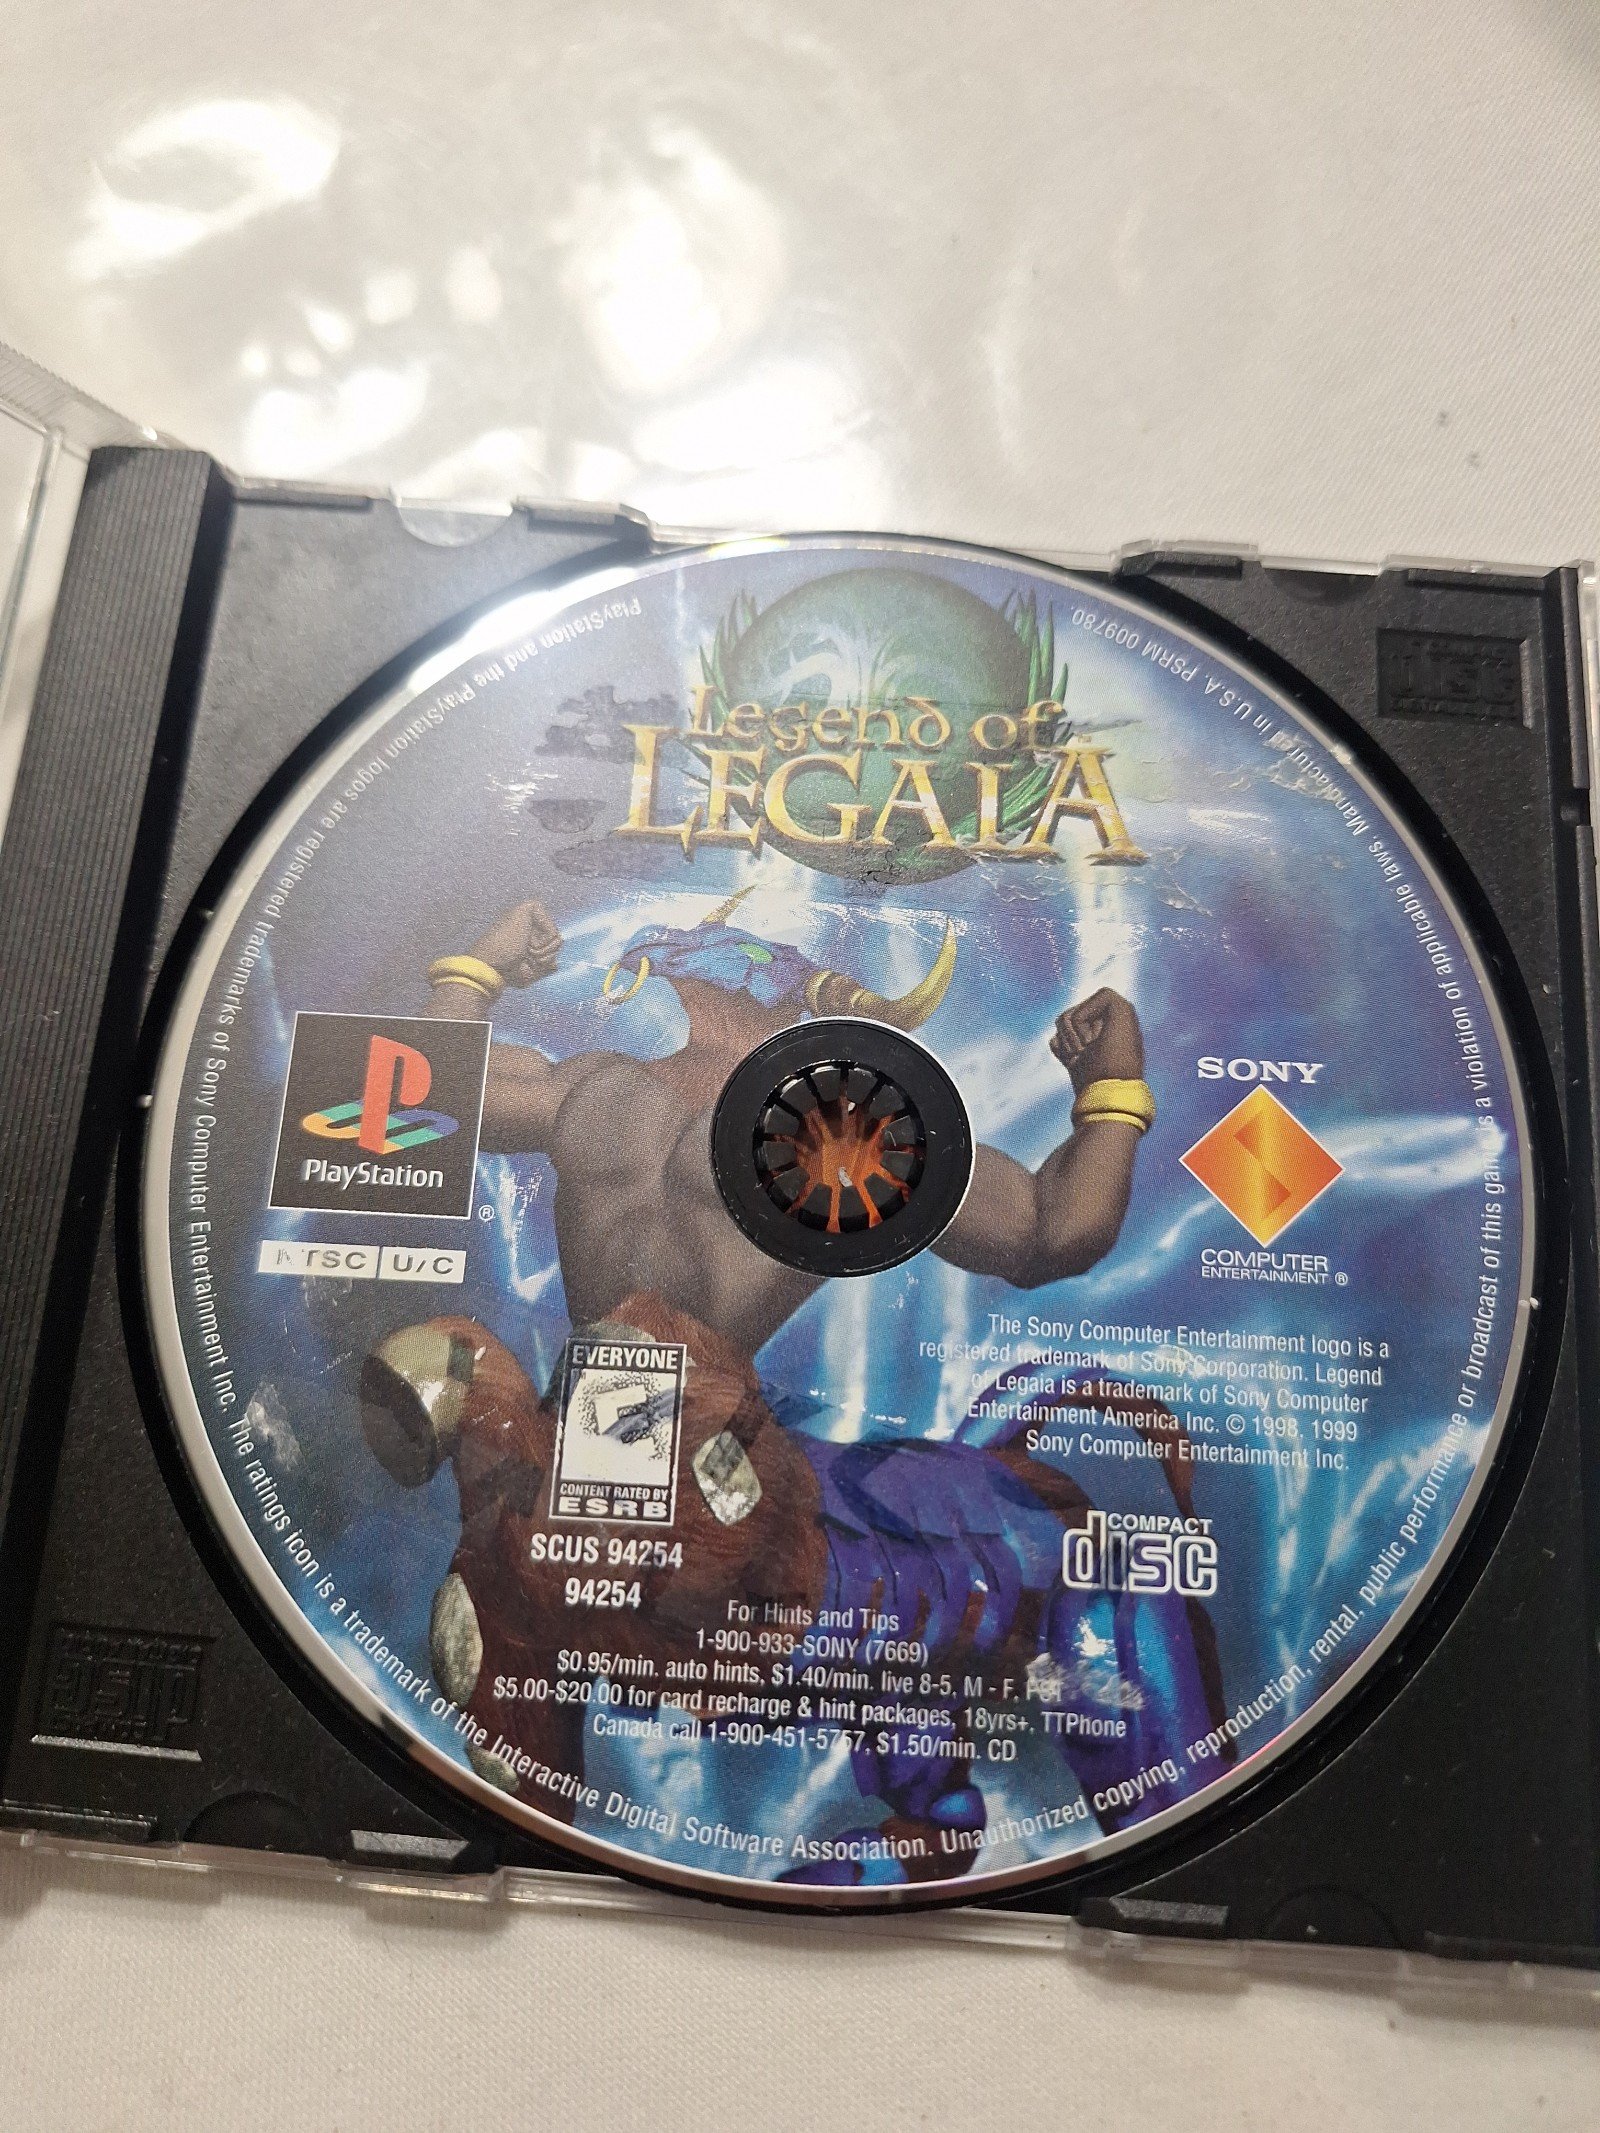 Legend of
LEGAIA
PlayStation
®
NTSC U/C
SONY
COMPUTER
ENTERTAINMENT ®
The Sony Computer Entertainment logo is a
registered trademark of Sony Corporation. Legend
of Legaia is a trademark of Sony Computer
Entertainment America Inc. © 1998, 1999
Sony Computer Entertainment Inc.
EVERYONE
E
CONTENT RATED BY
ESRB
SCUS 94254
94254
COMPACT
disc
For Hints and Tips
1-900-933-SONY (7669)
$0.95/min. auto hints, $1.40/min. live 8-5, M - F, PST
$5.00-$20.00 for card recharge & hint packages, 18yrs+, TTPhone
Canada call 1-900-451-5757, $1.50/min. CD
PlayStation and the PlayStation logos are registered trademarks of Sony Computer Entertainment Inc. The ratings icon is a trademark of the Interactive Digital Software Association. Unauthorized copying, reproduction, rental, public performance or broadcast of this game is a violation of applicable laws. Manufactured in U.S.A. PSRM 009780.
COMPACT
disc
disc